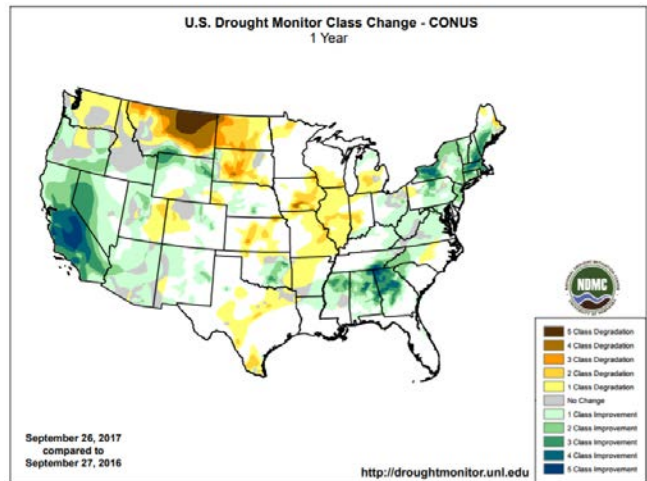 U.S. Drought Monitor Class Change - CONUS
1 Year
NDMC
5 Class Degradation
4 Class Degradation
3 Class Degradation
2 Class Degradation
1 Class Degradation
No Change
1 Class Improvement
2 Class Improvement
3 Class Improvement
4 Class Improvement
5 Class Improvement
September 26, 2017
compared to
September 27, 2016
http://droughtmonitor.unl.edu